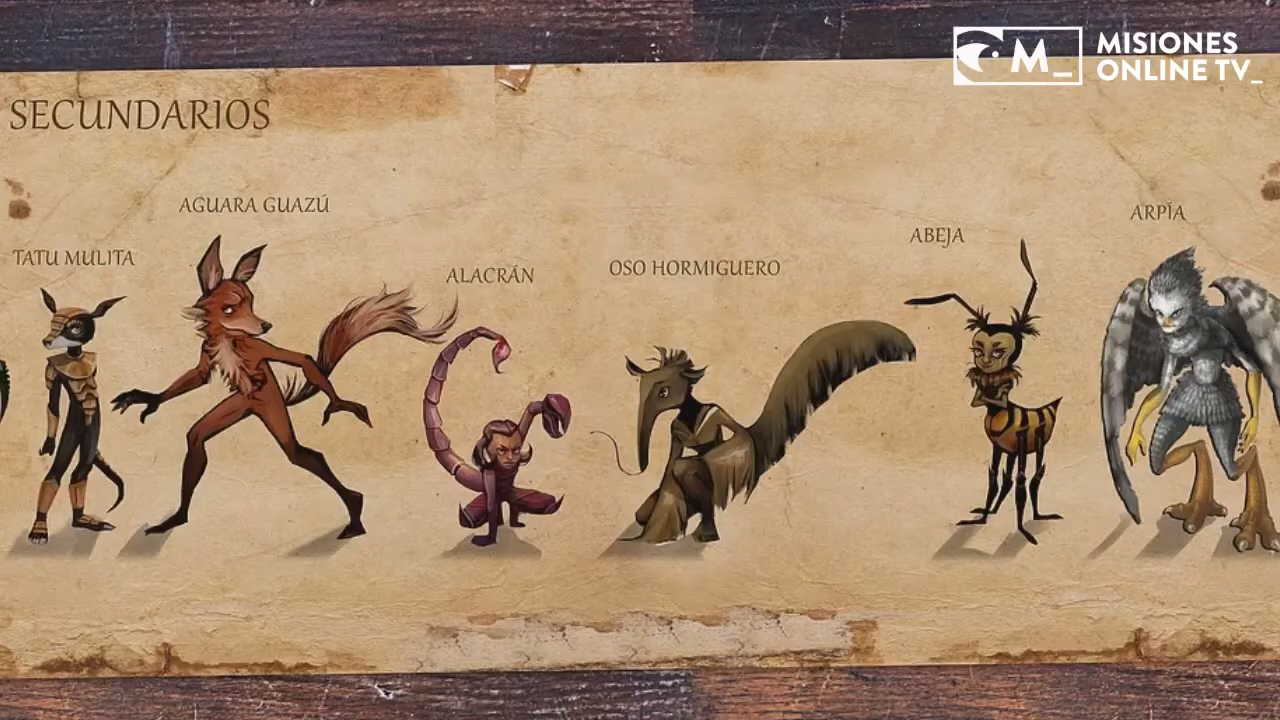 MISIONES
ONLINE TV_
M_
SECUNDARIOS
TATU MULITA
AGUARA GUAZÚ
ALACRÁN
OSO HORMIGUERO
ABEJA
ARPÍA